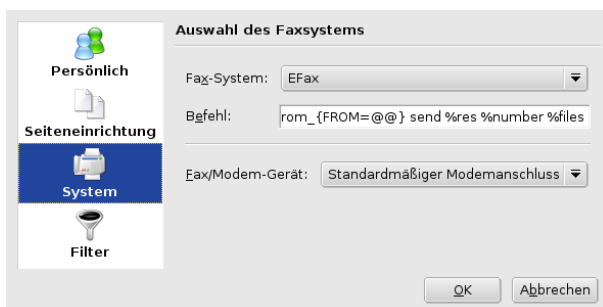 Persönlich
Seiteneinrichtung
System
Filter
Auswahl des Faxsystems
Fax-System: EFax
Befehl: rom_{FROM=@@} send %res %number %files
Fax/Modem-Gerät: Standardmäßiger Modemanschluss
OK Abbrechen